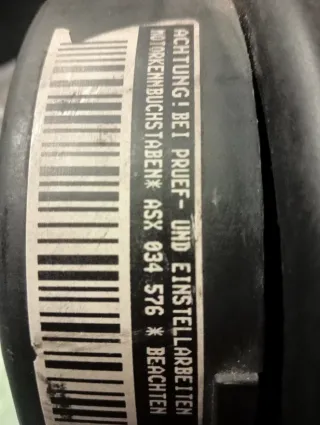 ACHTUNG! BEI PRUEF- UND EINSTELLARBEITEN
MOTORKENNBUCHSTABEN* ASX 034 576 * BEACHTEN